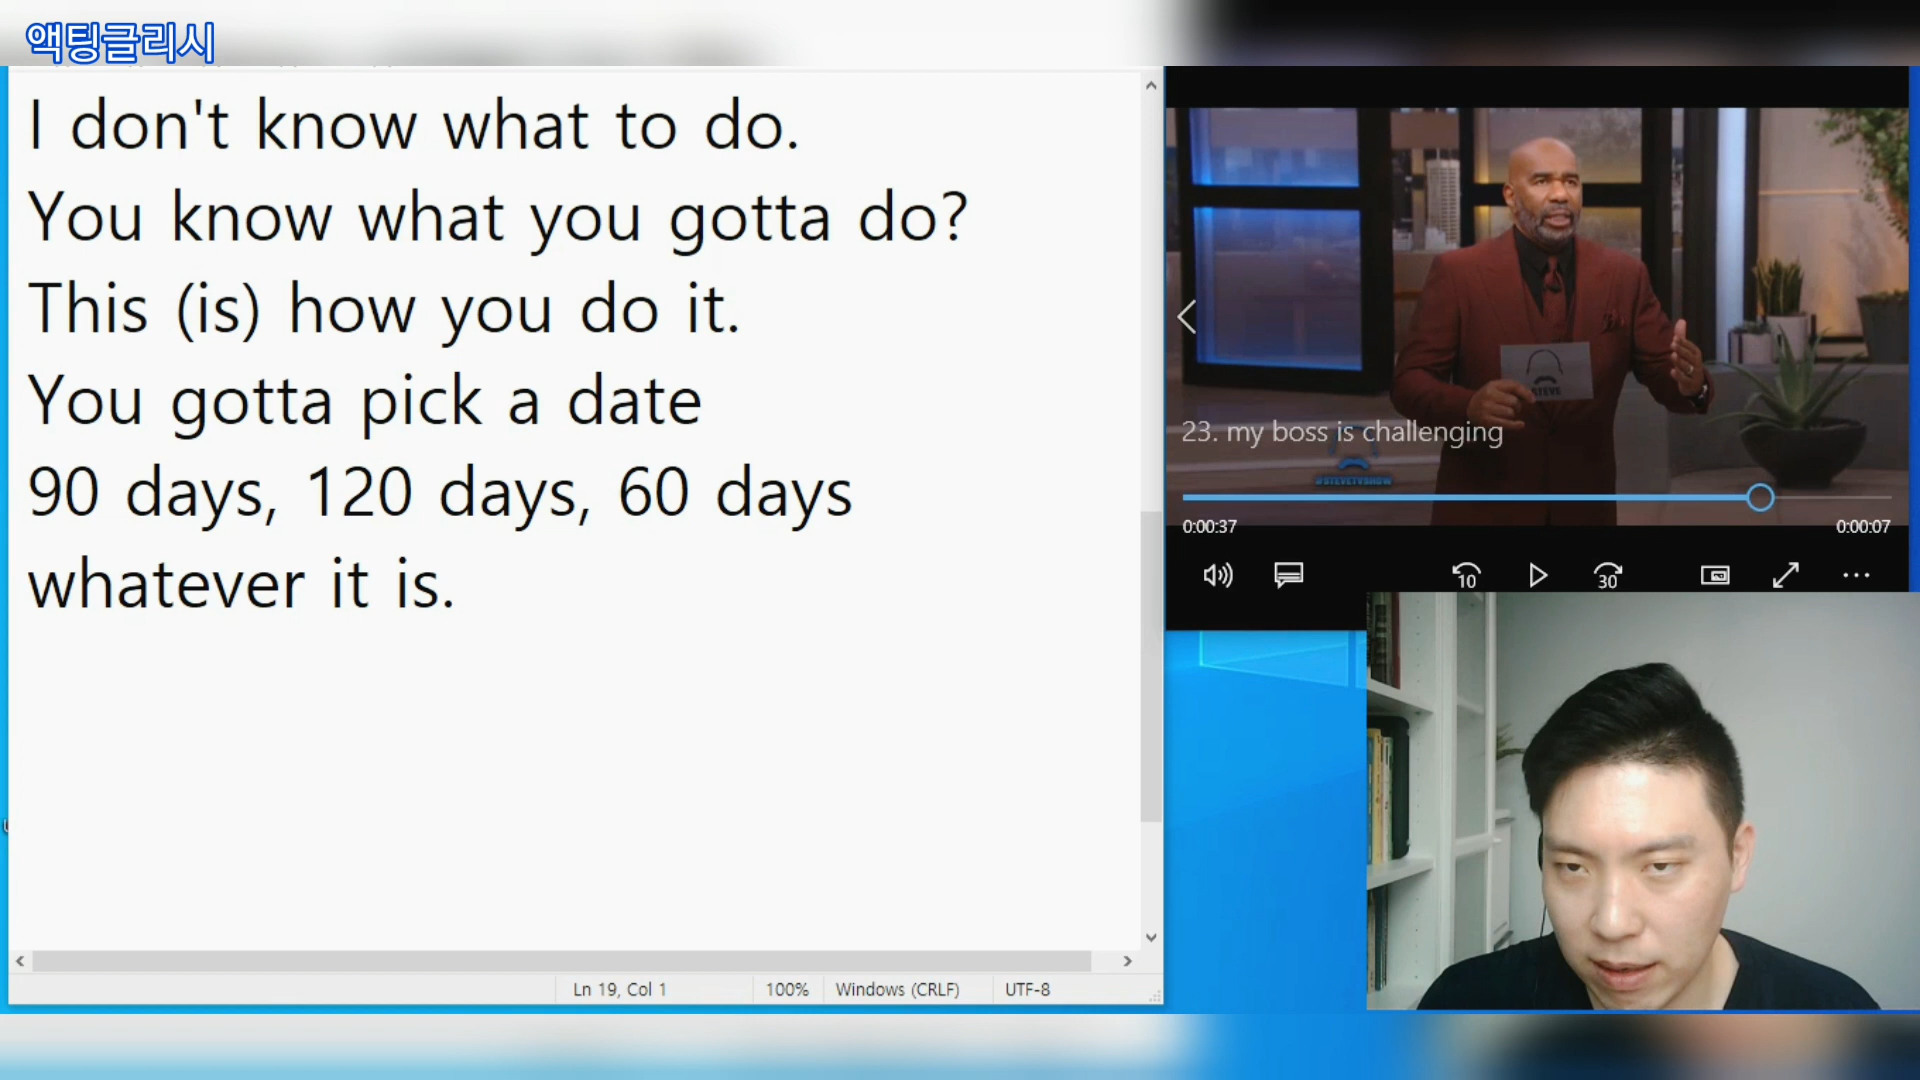 액팅글리시
I don't know what to do.
You know what you gotta do?
This (is) how you do it.
You gotta pick a date
90 days, 120 days, 60 days
whatever it is.
Ln 19, Col 1
100%
Windows (CRLF)
UTF-8
STEVE
23. my boss is challenging
#STEVETVSHOW
0:00:37
0:00:07
10
30